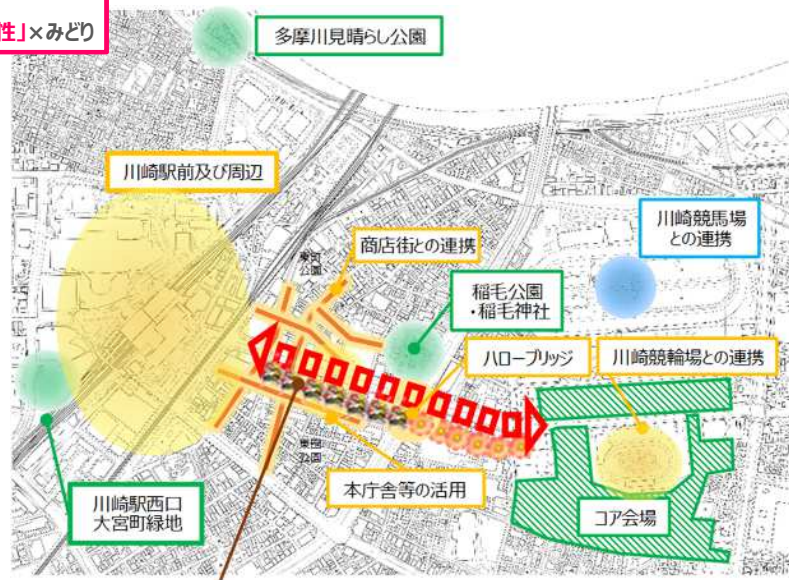 性」×みどり
多摩川見晴らし公園
川崎駅前及び周辺
川崎競馬場
との連携
商店街との連携
稲毛公園
・稲毛神社
ハローブリッジ
川崎競輪場との連携
本庁舎等の活用
コア会場
川崎駅西口
大宮町緑地
公園
公園